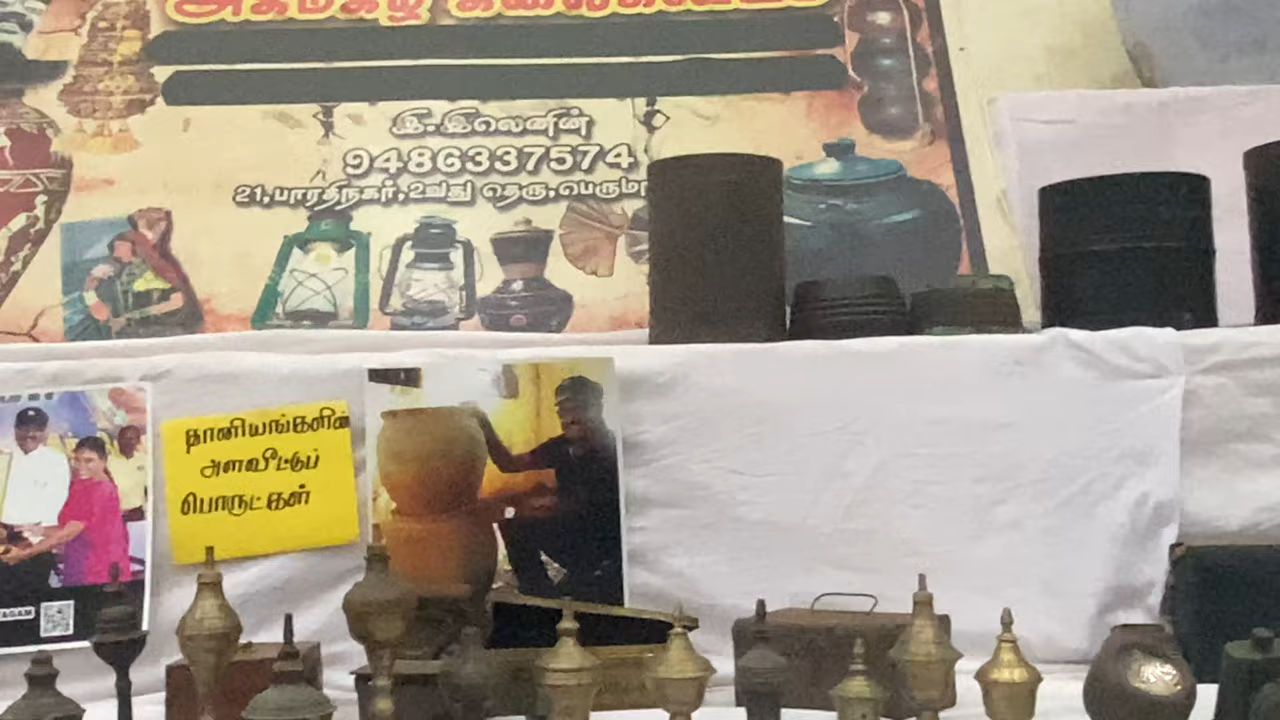 இ.இலெனின்
9486337574
21,பாரதிநகர்,2வது தெரு,பெரும
தானியங்களின்
அளவீட்டுப்
பொருட்கள்